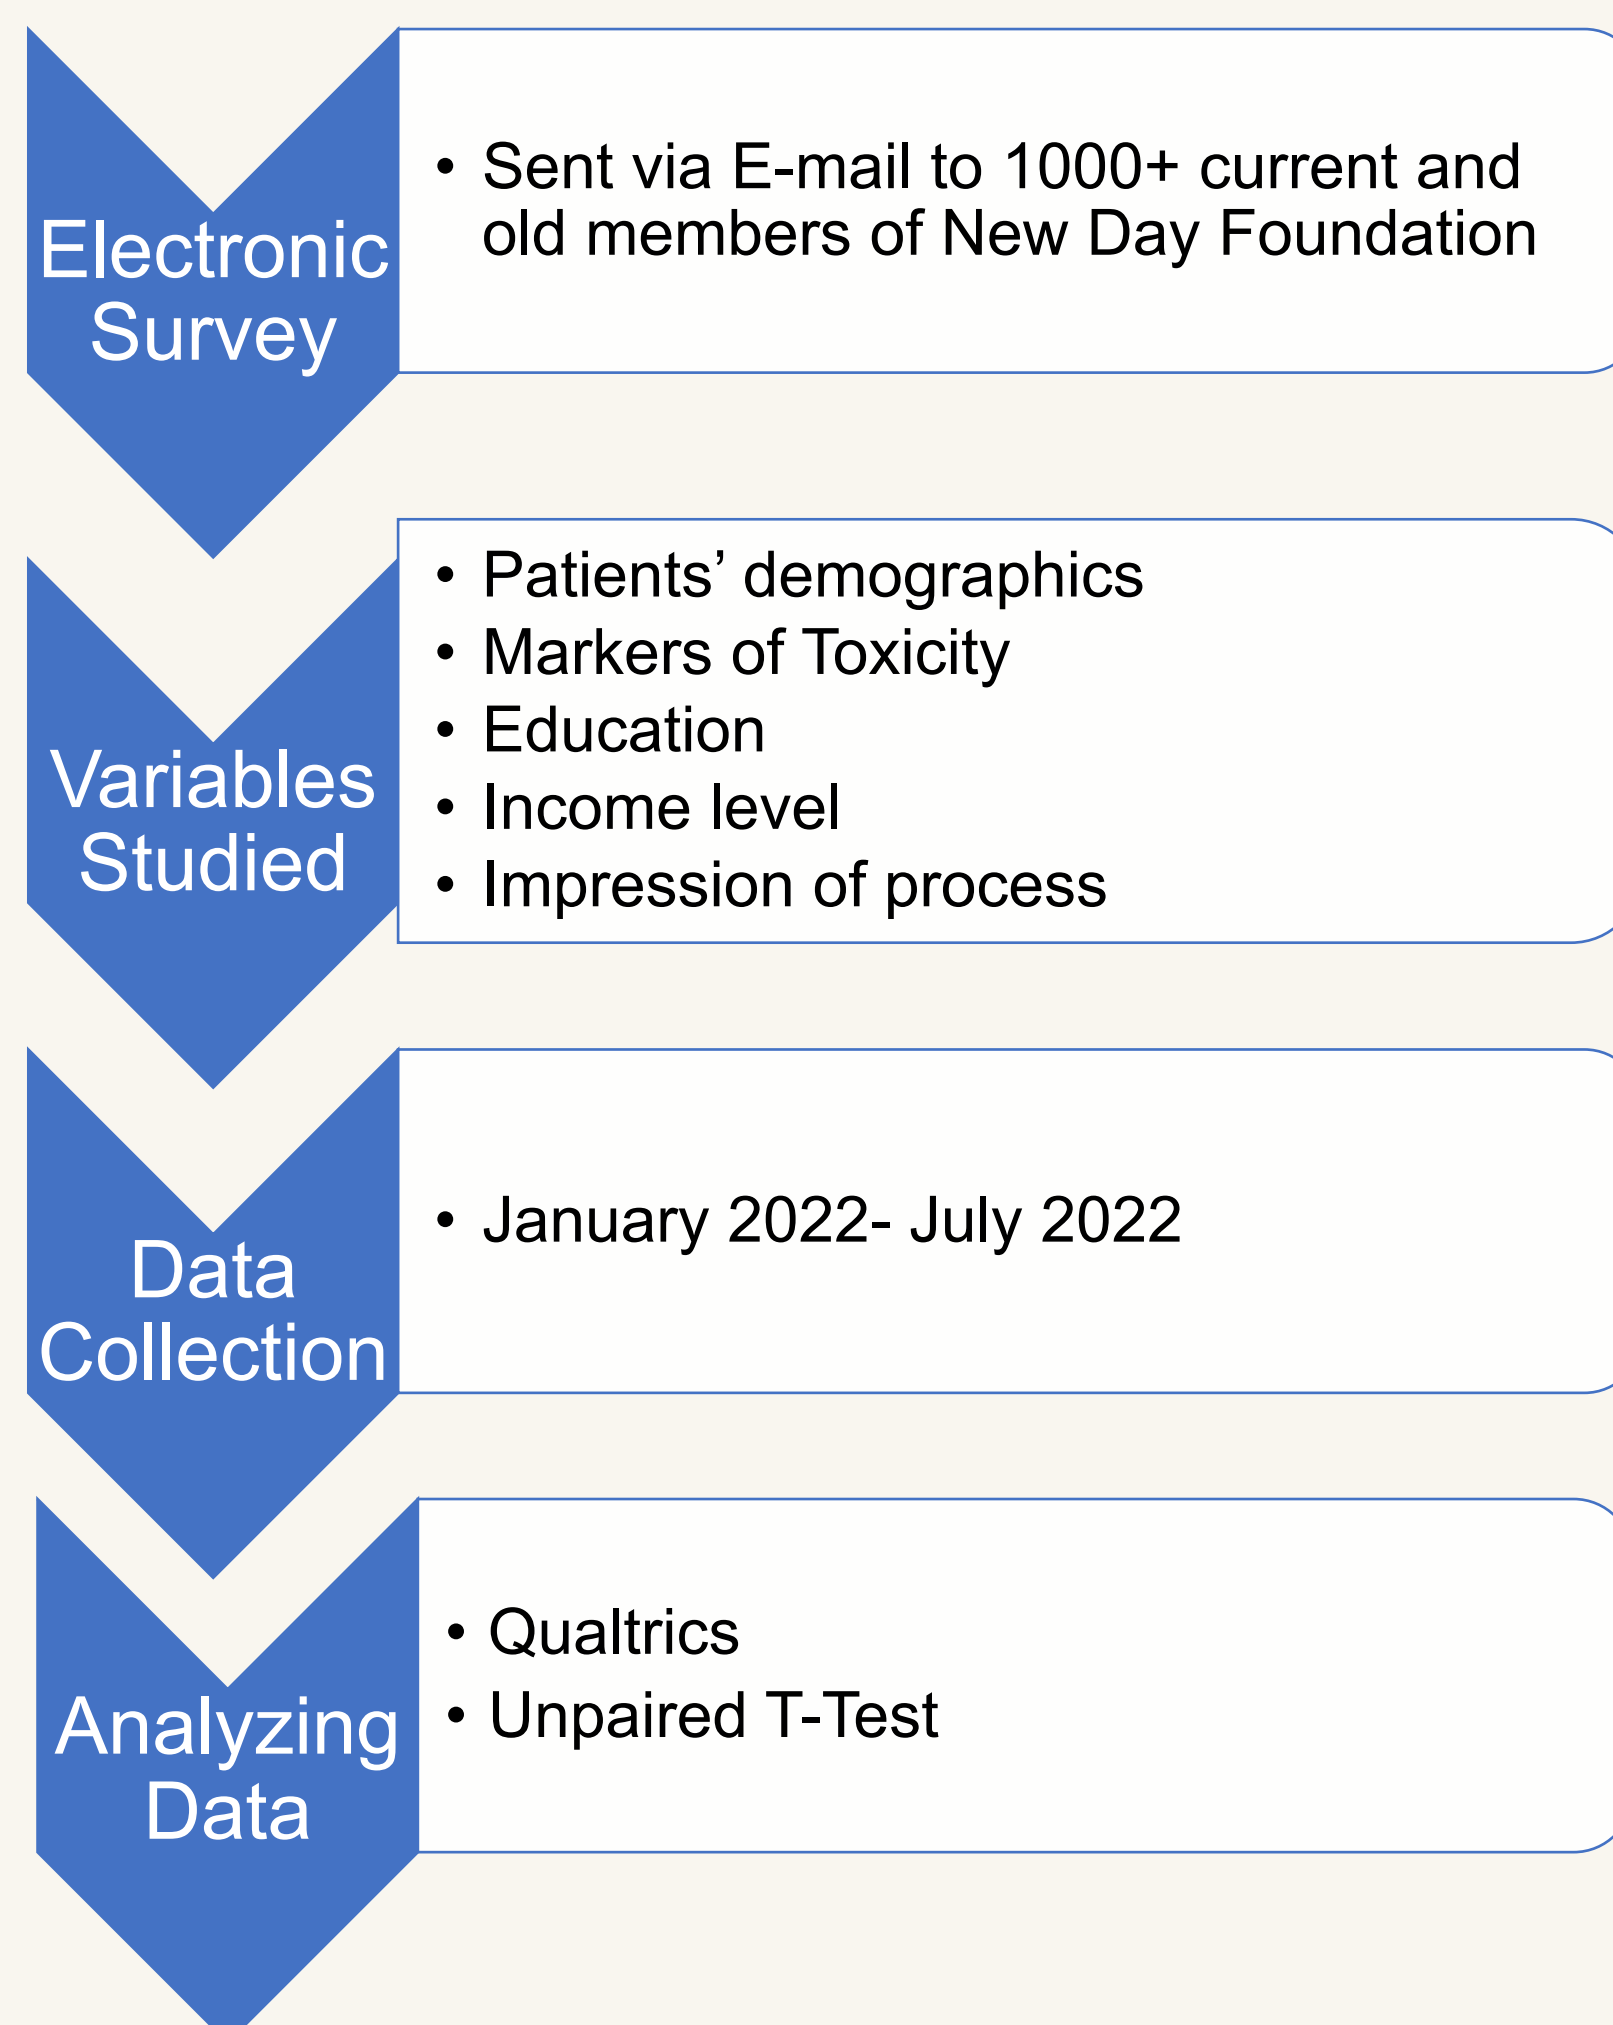 Electronic
Survey
• Sent via E-mail to 1000+ current and
old members of New Day Foundation
Variables
Studied
• Patients’ demographics
• Markers of Toxicity
• Education
• Income level
• Impression of process
Data
Collection
• January 2022- July 2022
Analyzing
Data
• Qualtrics
• Unpaired T-Test